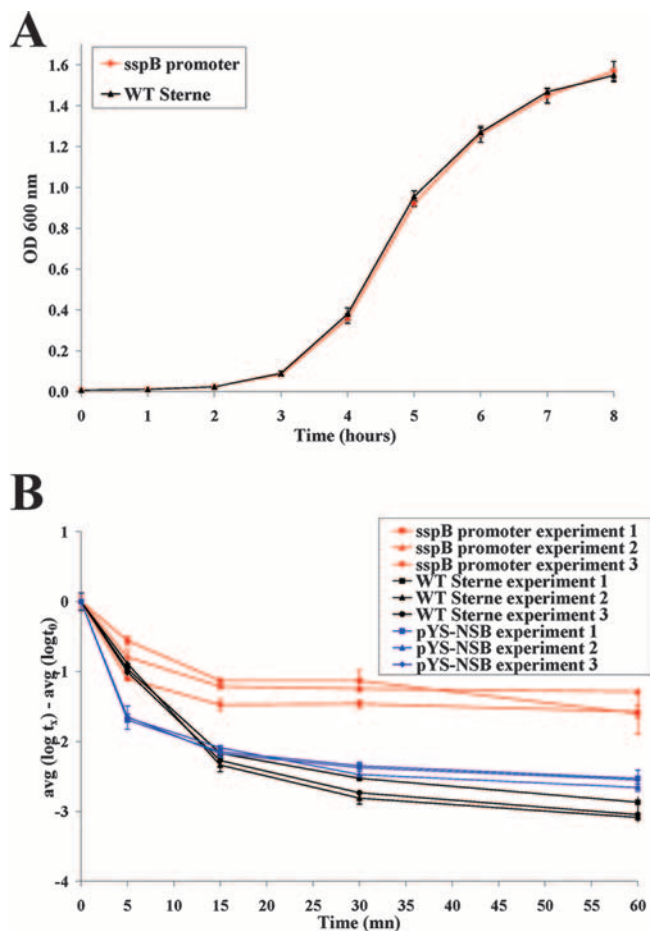 A
sspB promoter
WT Sterne
1.6
1.4
1.2
1.0
0.8
0.6
0.4
0.2
0.0
OD 600 nm
0 1 2 3 4 5 6 7 8
Time (hours)
B
sspB promoter experiment 1
sspB promoter experiment 2
sspB promoter experiment 3
WT Sterne experiment 1
WT Sterne experiment 2
WT Sterne experiment 3
pYS-NSB experiment 1
pYS-NSB experiment 2
pYS-NSB experiment 3
1
0
-1
-2
-3
-4
avg (log tx) - avg (logt0)
0 5 10 15 20 25 30 35 40 45 50 55 60
Time (mn)